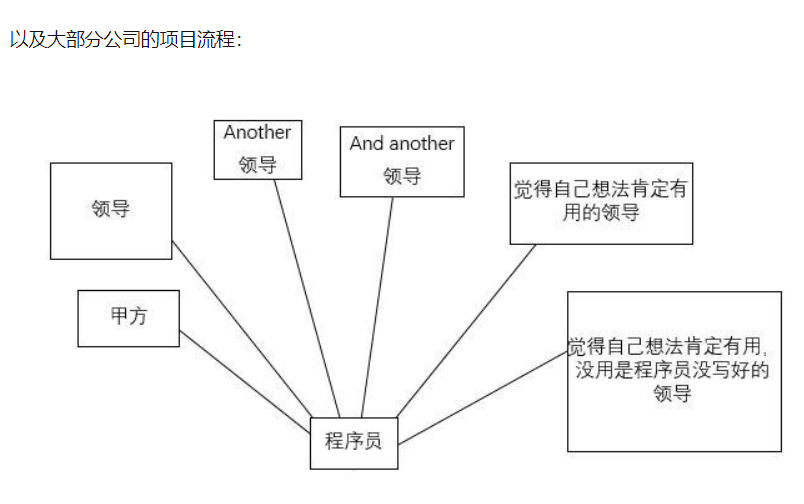 以及大部分公司的项目流程：
Another
领导
And another
领导
领导
觉得自己想法肯定有
用的领导
甲方
觉得自己想法肯定有用，
没用是程序员没写好的
领导
程序员